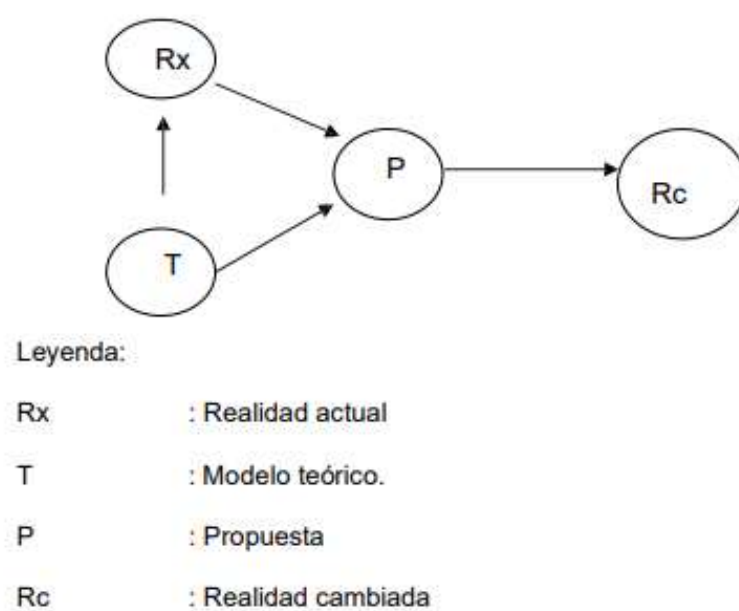 Rx
P
Rc
T
Leyenda:
Rx : Realidad actual
T : Modelo teórico.
P : Propuesta
Rc : Realidad cambiada